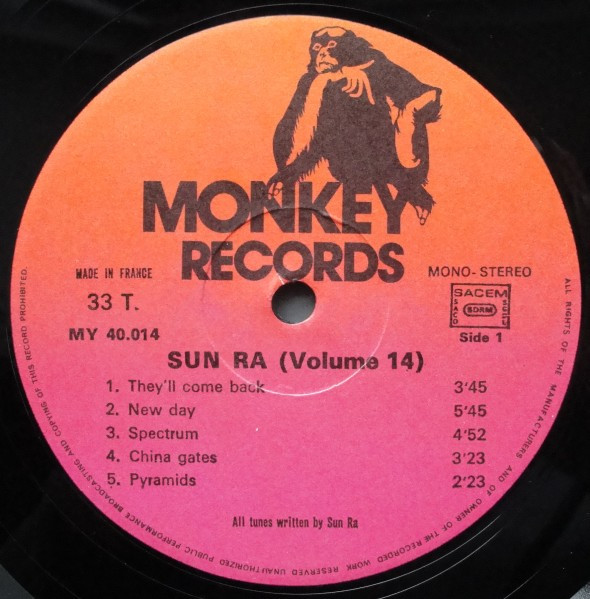 MONKEY
RECORDS
MADE IN FRANCE
MONO-STEREO
33 T.
SACEM
SACD
SDRM
SGDL
MY 40.014
Side 1
SUN RA (Volume 14)
1. They'll come back 3'45
2. New day 5'45
3. Spectrum 4'52
4. China gates 3'23
5. Pyramids 2'23
All tunes written by Sun Ra
ALL RIGHTS OF THE MANUFACTURERS AND OF OWNER OF THE RECORDED WORK RESERVED UNAUTHORIZED PUBLIC PERFORMANCE BROADCASTING AND COPYING OF THIS RECORD PROHIBITED.